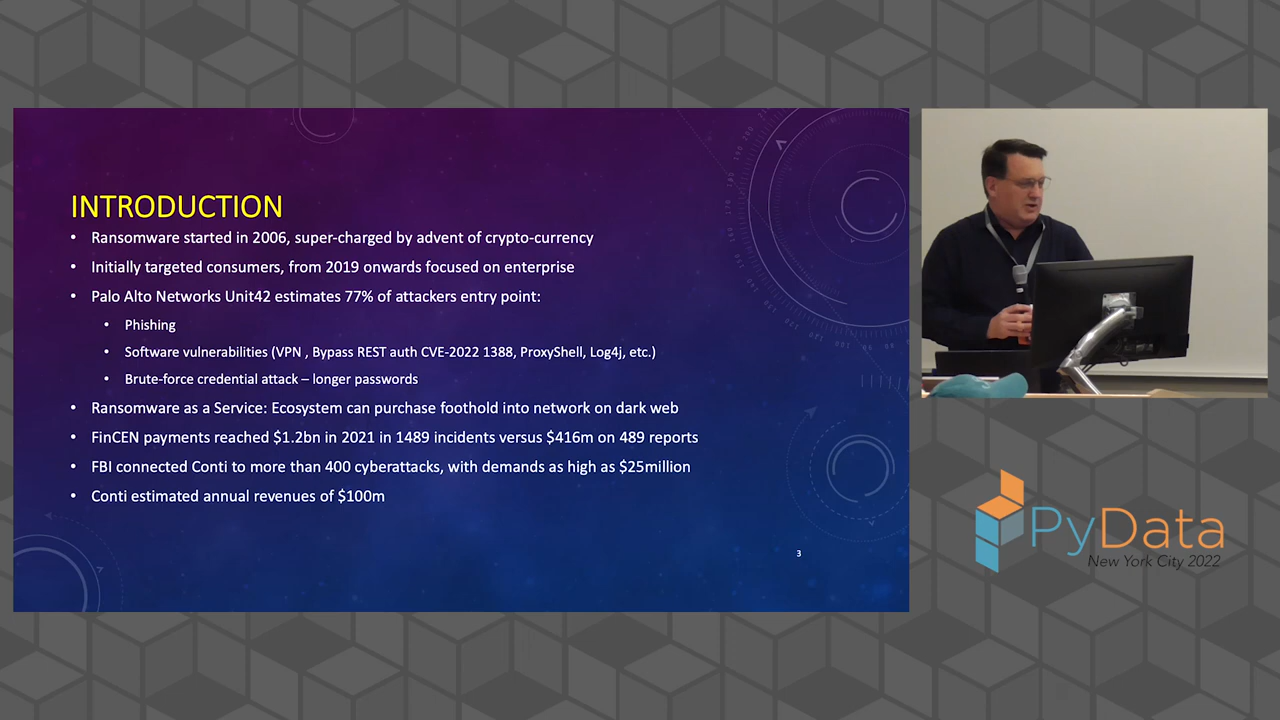 INTRODUCTION
• Ransomware started in 2006, super-charged by advent of crypto-currency
• Initially targeted consumers, from 2019 onwards focused on enterprise
• Palo Alto Networks Unit42 estimates 77% of attackers entry point:
• Phishing
• Software vulnerabilities (VPN , Bypass REST auth CVE-2022 1388, ProxyShell, Log4j, etc.)
• Brute-force credential attack – longer passwords
• Ransomware as a Service: Ecosystem can purchase foothold into network on dark web
• FinCEN payments reached $1.2bn in 2021 in 1489 incidents versus $416m on 489 reports
• FBI connected Conti to more than 400 cyberattacks, with demands as high as $25million
• Conti estimated annual revenues of $100m
3
PyData
New York City 2022